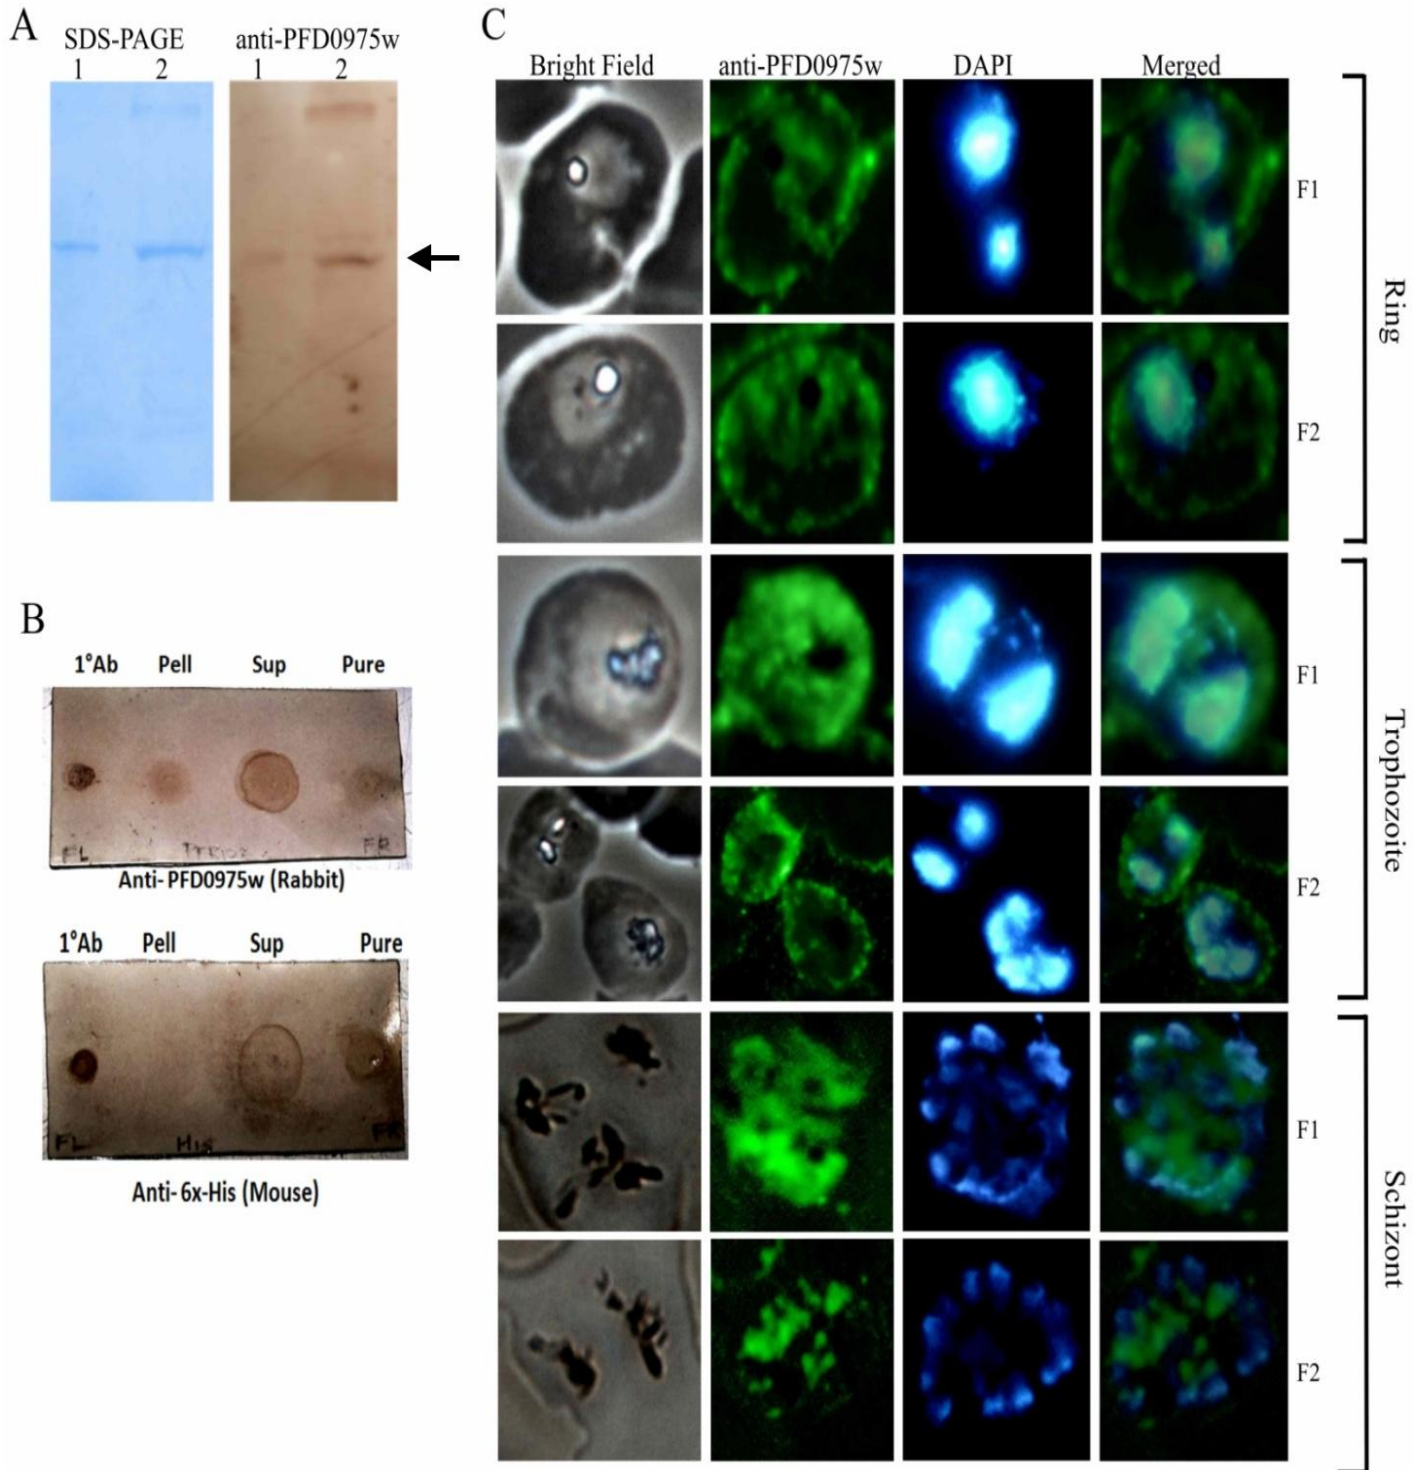 A
SDS-PAGE anti-PFD0975w
1 2 1 2
B
1°Ab Pell Sup Pure
FL FR
Anti-PFD0975w (Rabbit)
1°Ab Pell Sup Pure
FL His FR
Anti-6x-His (Mouse)
C
Bright Field anti-PFD0975w DAPI Merged
F1
F2
Ring
F1
F2
Trophozoite
F1
F2
Schizont